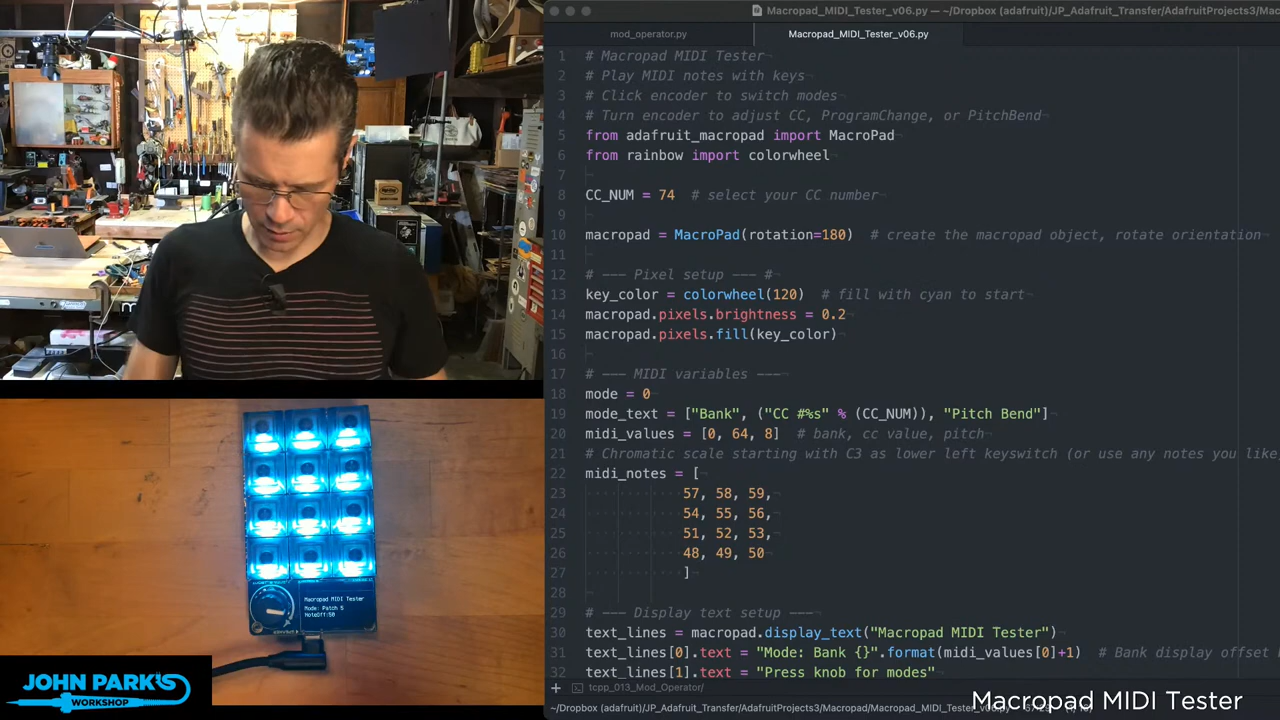 Macropad_MIDI_Tester_v06.py — ~/Dropbox (adafruit)/JP_Adafruit_Transfer/AdafruitProjects3/Mac
mod_operator.py
Macropad_MIDI_Tester_v06.py
1 # Macropad MIDI Tester
2 # Play MIDI notes with keys
3 # Click encoder to switch modes
4 # Turn encoder to adjust CC, ProgramChange, or PitchBend
5 from adafruit_macropad import MacroPad
6 from rainbow import colorwheel
7
8 CC_NUM = 74 # select your CC number
9
10 macropad = MacroPad(rotation=180) # create the macropad object, rotate orientation
11
12 # --- Pixel setup --- #
13 key_color = colorwheel(120) # fill with cyan to start
14 macropad.pixels.brightness = 0.2
15 macropad.pixels.fill(key_color)
16
17 # --- MIDI variables ---
18 mode = 0
19 mode_text = ["Bank", ("CC #%s" % (CC_NUM)), "Pitch Bend"]
20 midi_values = [0, 64, 8] # bank, cc value, pitch
21 # Chromatic scale starting with C3 as lower left keyswitch (or use any notes you like
22 midi_notes = [
23 57, 58, 59,
24 54, 55, 56,
25 51, 52, 53,
26 48, 49, 50
27 ]
28
29 # --- Display text setup ---
30 text_lines = macropad.display_text("Macropad MIDI Tester")
31 text_lines[0].text = "Mode: Bank {}".format(midi_values[0]+1) # Bank display offset b
32 text_lines[1].text = "Press knob for modes"
tcpp_013_Mod_Operator/
~/Dropbox (adafruit)/JP_Adafruit_Transfer/AdafruitProjects3/Macropad/Macropad_MIDI_Tester_v06.py
Macropad MIDI Tester
Macropad MIDI Tester
Mode: Patch 5
NoteOff:50
JOHN PARK'S
WORKSHOP